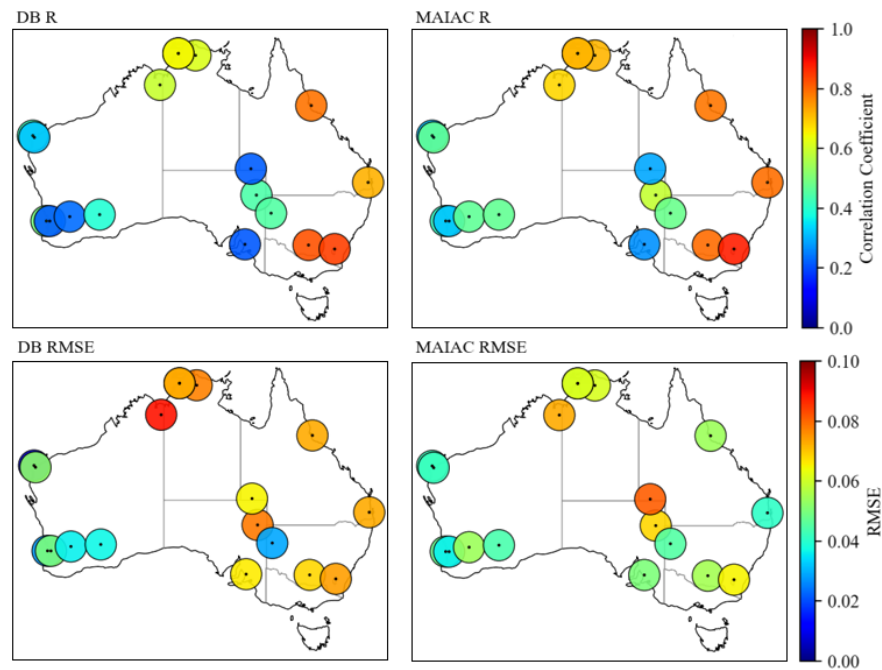 DB R
MAIAC R
1.0
0.8
0.6
0.4
0.2
0.0
Correlation Coefficient
DB RMSE
MAIAC RMSE
0.10
0.08
0.06
0.04
0.02
0.00
RMSE